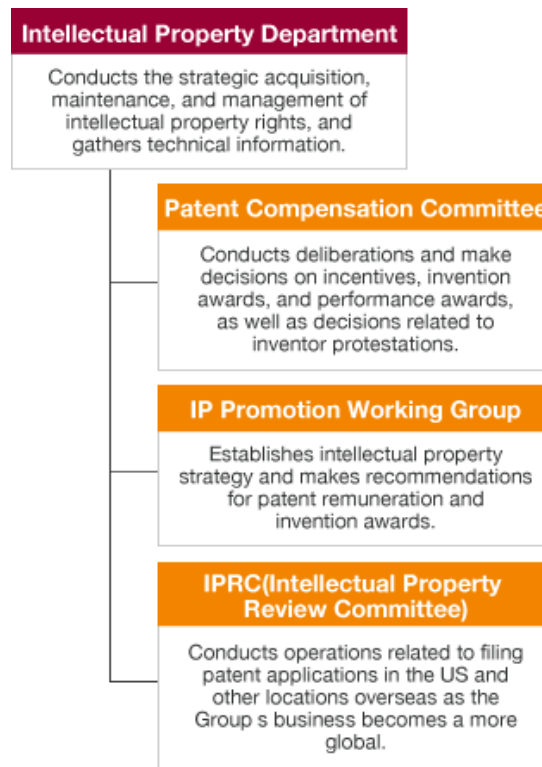 Intellectual Property Department
Conducts the strategic acquisition,
maintenance, and management of
intellectual property rights, and
gathers technical information.
Patent Compensation Committee
Conducts deliberations and make
decisions on incentives, invention
awards, and performance awards,
as well as decisions related to
inventor protestations.
IP Promotion Working Group
Establishes intellectual property
strategy and makes recommendations
for patent remuneration and
invention awards.
IPRC(Intellectual Property
Review Committee)
Conducts operations related to filing
patent applications in the US and
other locations overseas as the
Group s business becomes a more
global.